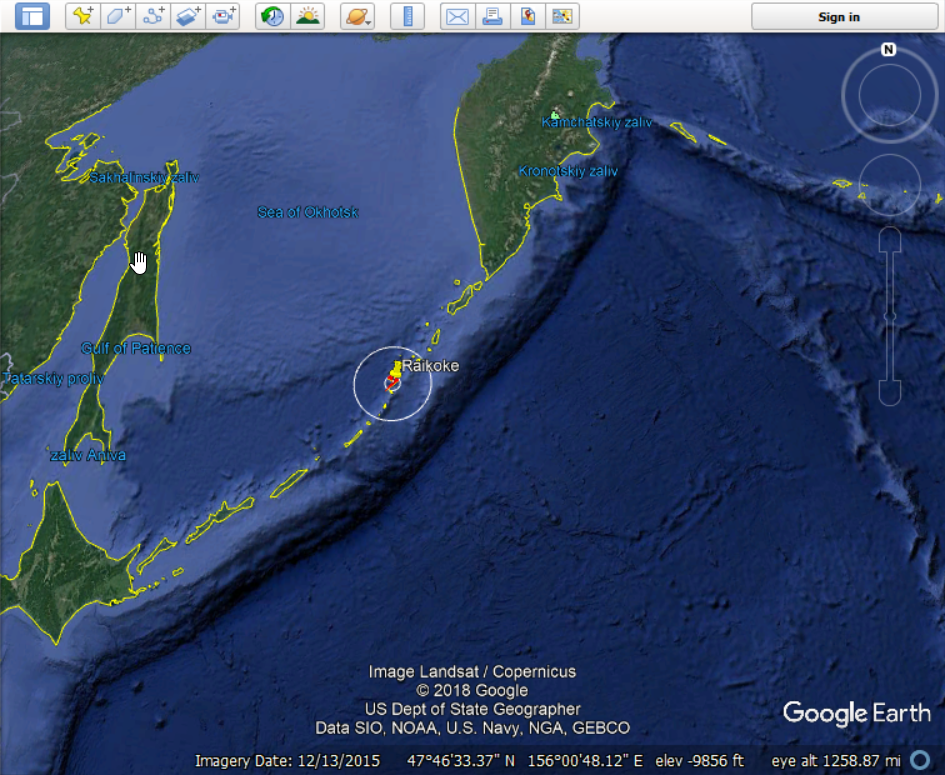 Sign in
N
Kamchatskiy zaliv
Kronotskiy zaliv
Sakhalinskiy zaliv
Sea of Okhotsk
Gulf of Patience
Raikoke
Tatarskiy proliv
zaliv Aniva
Image Landsat / Copernicus
© 2018 Google
US Dept of State Geographer
Data SIO, NOAA, U.S. Navy, NGA, GEBCO
Google Earth
Imagery Date: 12/13/2015 47°46'33.37" N 156°00'48.12" E elev -9856 ft eye alt 1258.87 mi